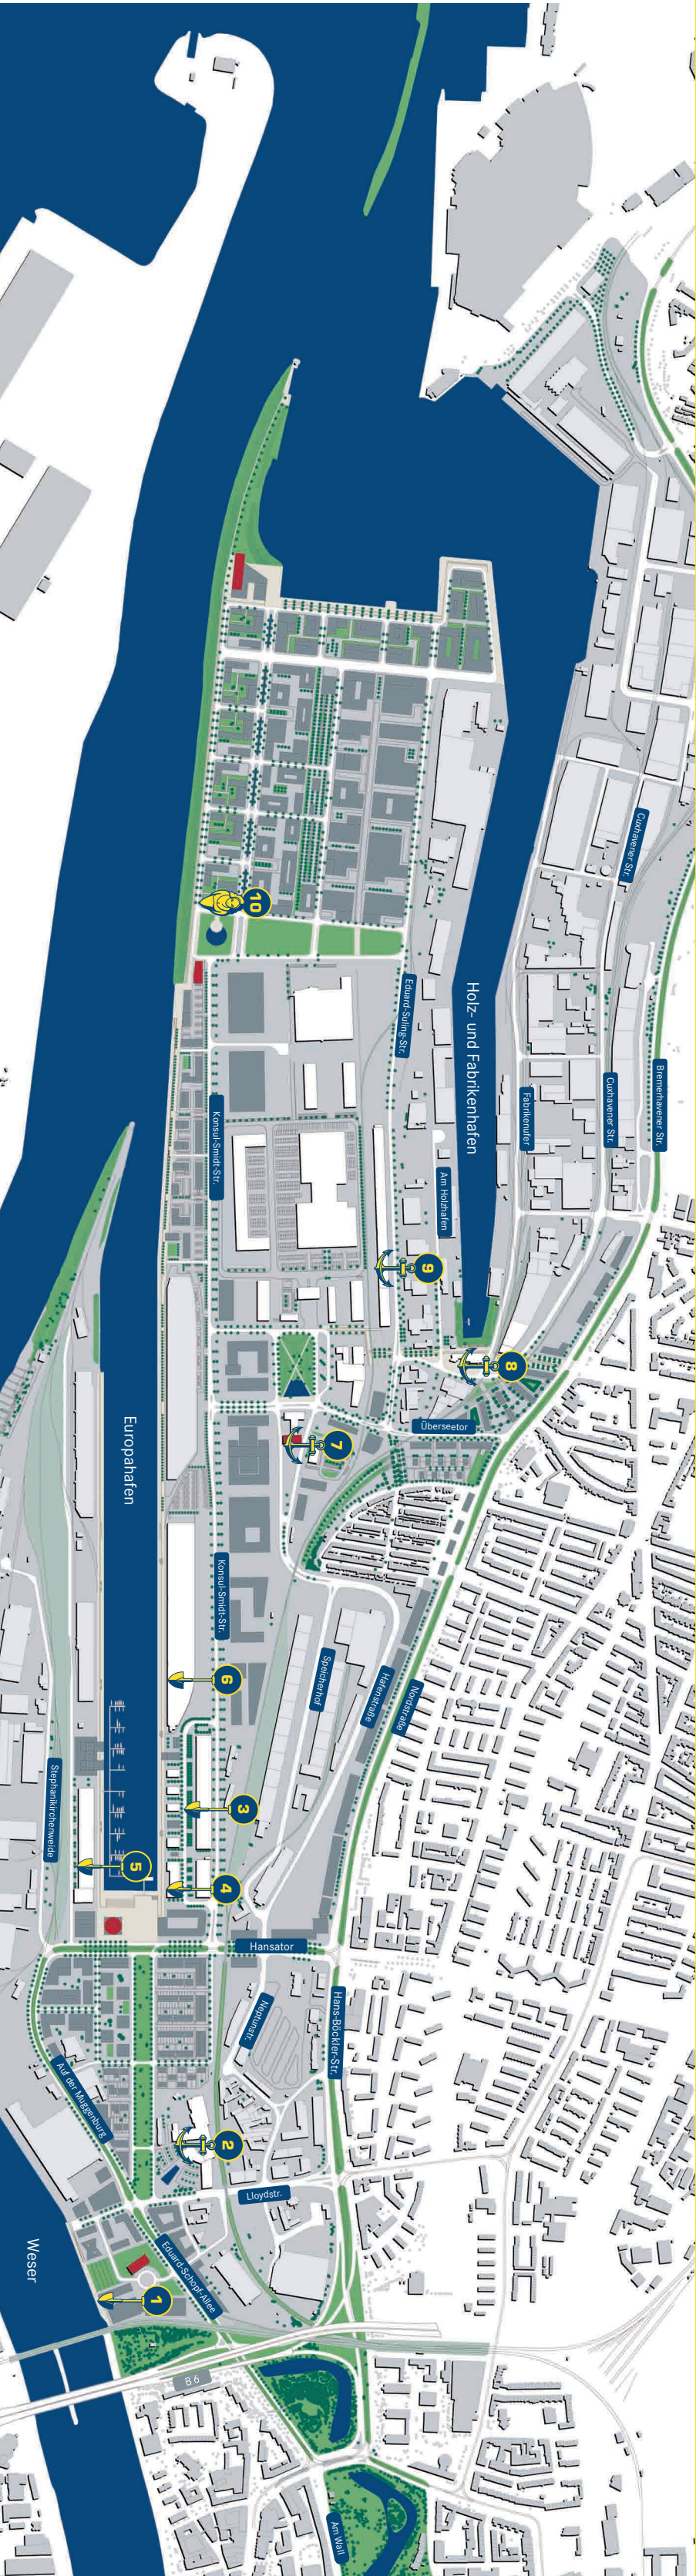 Cuxhavener Str.
10
Eduard-Suling-Str.
Holz- und Fabrikenhafen
Bremerhavener Str.
Cuxhavener Str.
Fabrikenufer
Konsul-Smidt-Str.
Am Holzhafen
9
8
Überseetor
7
Europahafen
Konsul-Smidt-Str.
6
Speicherhof
Hafenstraße
Nordstraße
3
Stephanikirchenweide
5
4
Hansator
Neptunstr.
Hans-Böckler-Str.
Auf der Muggenburg
2
Lloydstr.
Weser
Eduard-Schopf-Allee
1
B 6
Am Wall